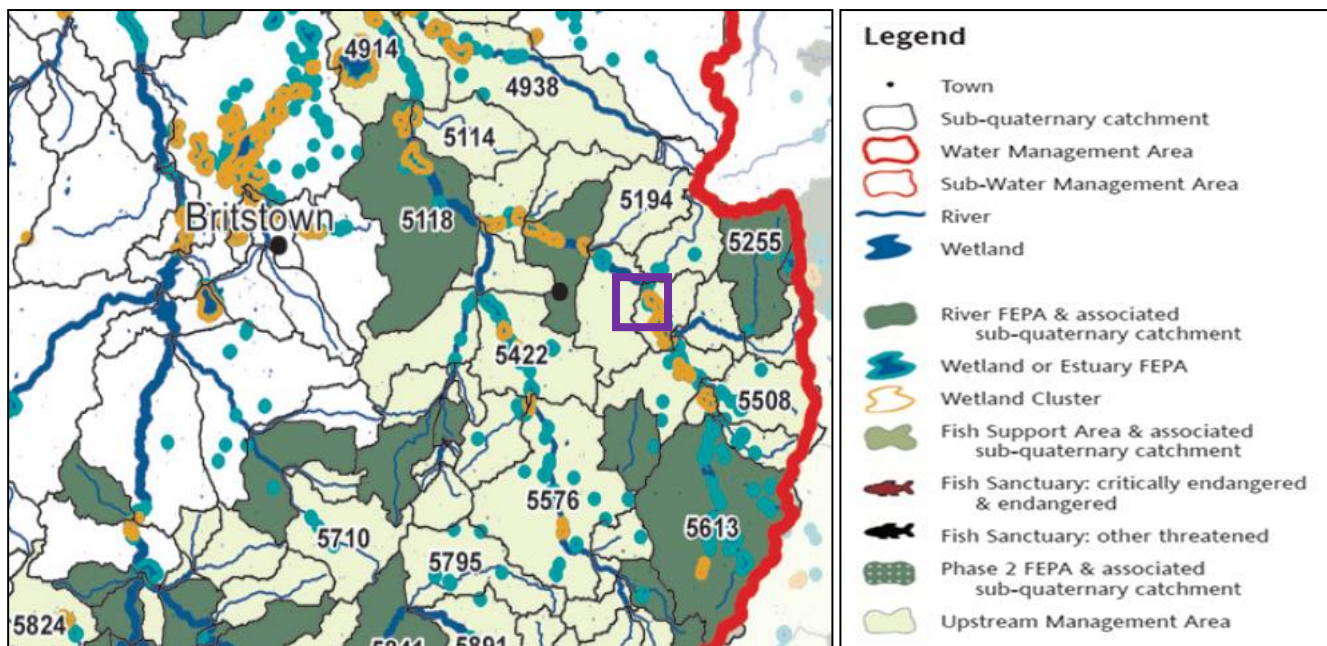 4914
4938
5114
5194
Britstown
5118
5255
5422
5508
5576
5613
5710
5795
5824
5891
Legend
Town
Sub-quaternary catchment
Water Management Area
Sub-Water Management Area
River
Wetland
River FEPA & associated
sub-quaternary catchment
Wetland or Estuary FEPA
Wetland Cluster
Fish Support Area & associated
sub-quaternary catchment
Fish Sanctuary: critically endangered
& endangered
Fish Sanctuary: other threatened
Phase 2 FEPA & associated
sub-quaternary catchment
Upstream Management Area